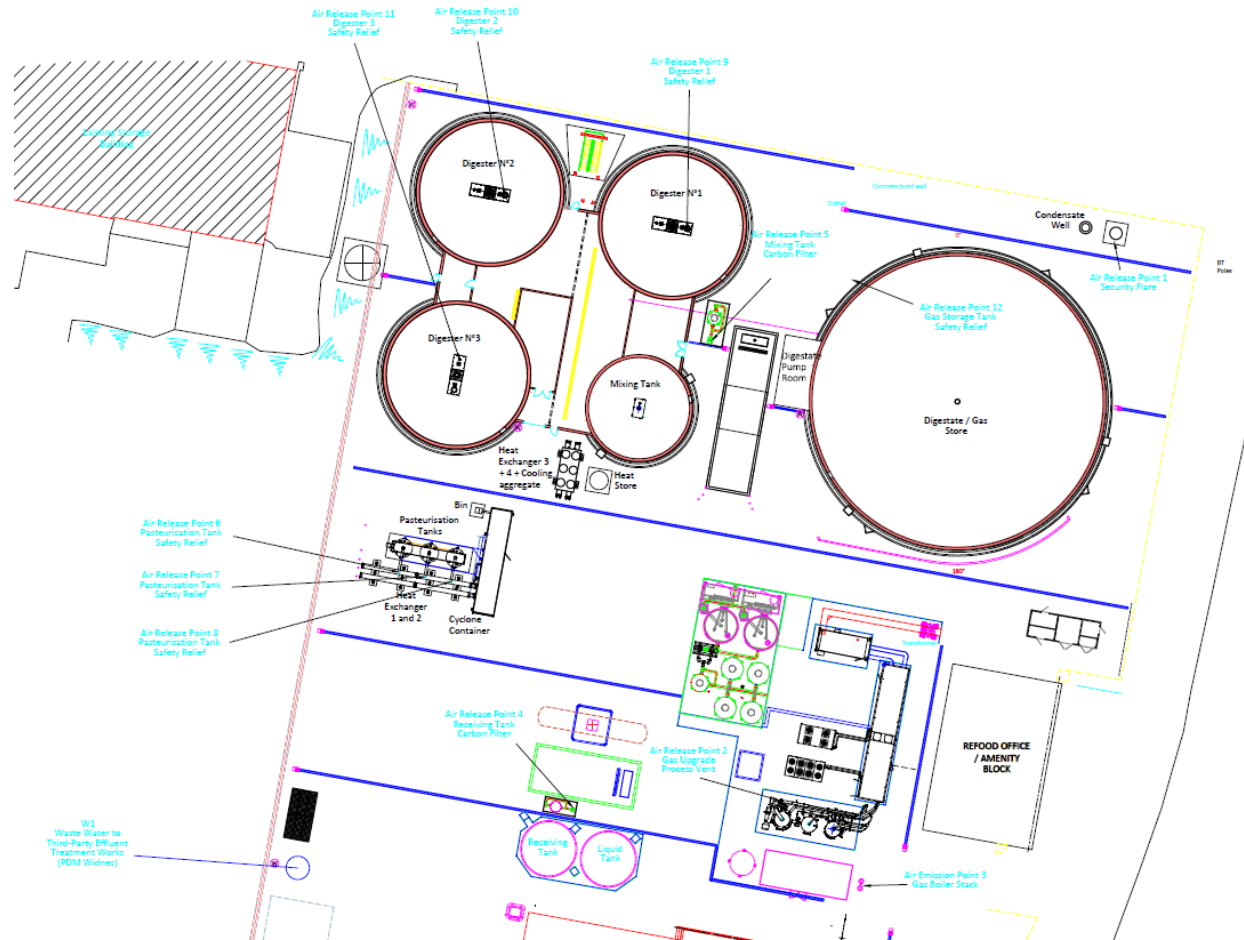 Air Release Point 11
Digester 3
Safety Relief
Air Release Point 10
Digester 2
Safety Relief
Air Release Point 9
Digester 1
Safety Relief
Existing Storage
Building
Digester N°2
Digester N°1
Concrete bund wall
Outfall
Condensate
Well
Air Release Point 5
Mixing Tank
Carbon Filter
0°
BT
Poles
Air Release Point 1
Security Flare
Air Release Point 12
Gas Storage Tank
Safety Relief
Digester N°3
Digestate
Pump
Room
Mixing Tank
Digestate / Gas
Store
Heat
Exchanger 3
+ 4 + Cooling
aggregate
Heat
Store
Bin
Pasteurisation
Tanks
Air Release Point 6
Pasteurisation Tank
Safety Relief
Air Release Point 7
Pasteurisation Tank
Safety Relief
Air Release Point 8
Pasteurisation Tank
Safety Relief
Heat
Exchanger
1 and 2
Cyclone
Container
180°
Transformer
Air Release Point 4
Receiving Tank
Carbon Filter
Air Release Point 2
Gas Upgrade
Process Vent
REFOOD OFFICE
/ AMENITY
BLOCK
W1
Waste Water to
Third-Party Effluent
Treatment Works
(PDM Widnes)
Receiving
Tank
Liquid
Tank
Air Emission Point 3
Gas Boiler Stack